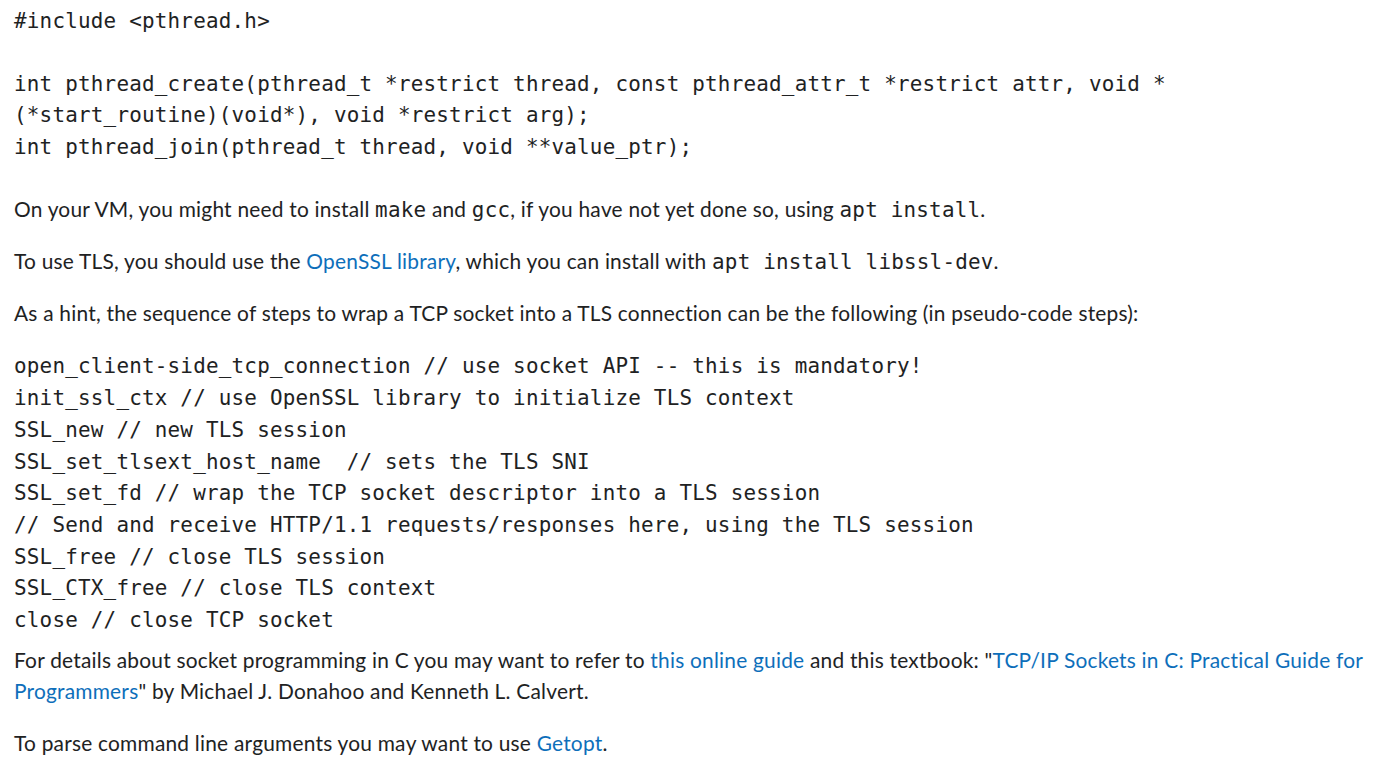 #include <pthread.h>
int pthread_create(pthread_t *restrict thread, const pthread_attr_t *restrict attr, void *
(*start_routine)(void*), void *restrict arg);
int pthread_join(pthread_t thread, void **value_ptr);
On your VM, you might need to install make and gcc, if you have not yet done so, using apt install.
To use TLS, you should use the OpenSSL library, which you can install with apt install libssl-dev.
As a hint, the sequence of steps to wrap a TCP socket into a TLS connection can be the following (in pseudo-code steps):
open_client-side_tcp_connection // use socket API -- this is mandatory!
init_ssl_ctx // use OpenSSL library to initialize TLS context
SSL_new // new TLS session
SSL_set_tlsext_host_name  // sets the TLS SNI
SSL_set_fd // wrap the TCP socket descriptor into a TLS session
// Send and receive HTTP/1.1 requests/responses here, using the TLS session
SSL_free // close TLS session
SSL_CTX_free // close TLS context
close // close TCP socket
For details about socket programming in C you may want to refer to this online guide and this textbook: "TCP/IP Sockets in C: Practical Guide for
Programmers" by Michael J. Donahoo and Kenneth L. Calvert.
To parse command line arguments you may want to use Getopt.